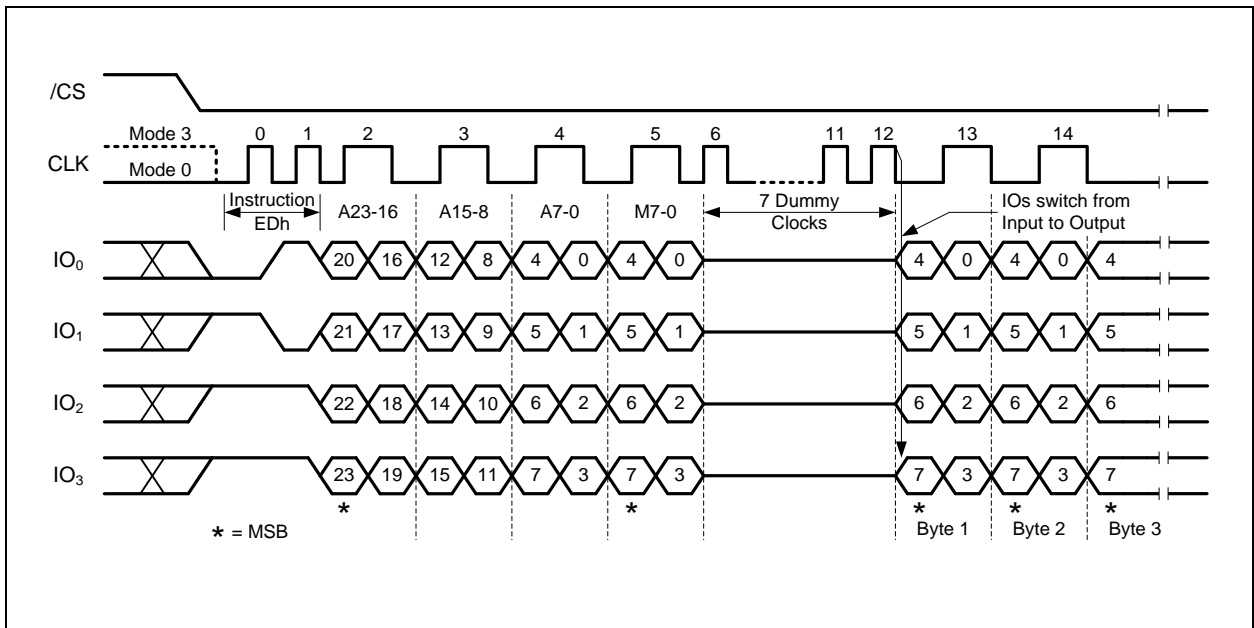 /CS
Mode 3 0 1 2 3 4 5 6 11 12 13 14
CLK
Mode 0
Instruction A23-16 A15-8 A7-0 M7-0 7 Dummy IOs switch from
EDh Clocks Input to Output
IO₀ 20 16 12 8 4 0 4 0 4 0 4 0 4
IO₁ 21 17 13 9 5 1 5 1 5 1 5 1 5
IO₂ 22 18 14 10 6 2 6 2 6 2 6 2 6
IO₃ 23 19 15 11 7 3 7 3 7 3 7 3 7
* * * * *
* = MSB Byte 1 Byte 2 Byte 3